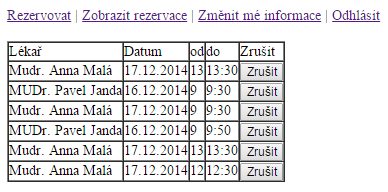 Rezervovat | Zobrazit rezervace | Změnit mé informace | Odhlásit
Lékař Datum od do Zrušit
Mudr. Anna Malá 17.12.2014 13 13:30 Zrušit
MUDr. Pavel Janda 16.12.2014 9 9:30 Zrušit
Mudr. Anna Malá 17.12.2014 9 9:30 Zrušit
MUDr. Pavel Janda 16.12.2014 9 9:50 Zrušit
Mudr. Anna Malá 17.12.2014 13 13:30 Zrušit
Mudr. Anna Malá 17.12.2014 12 12:30 Zrušit